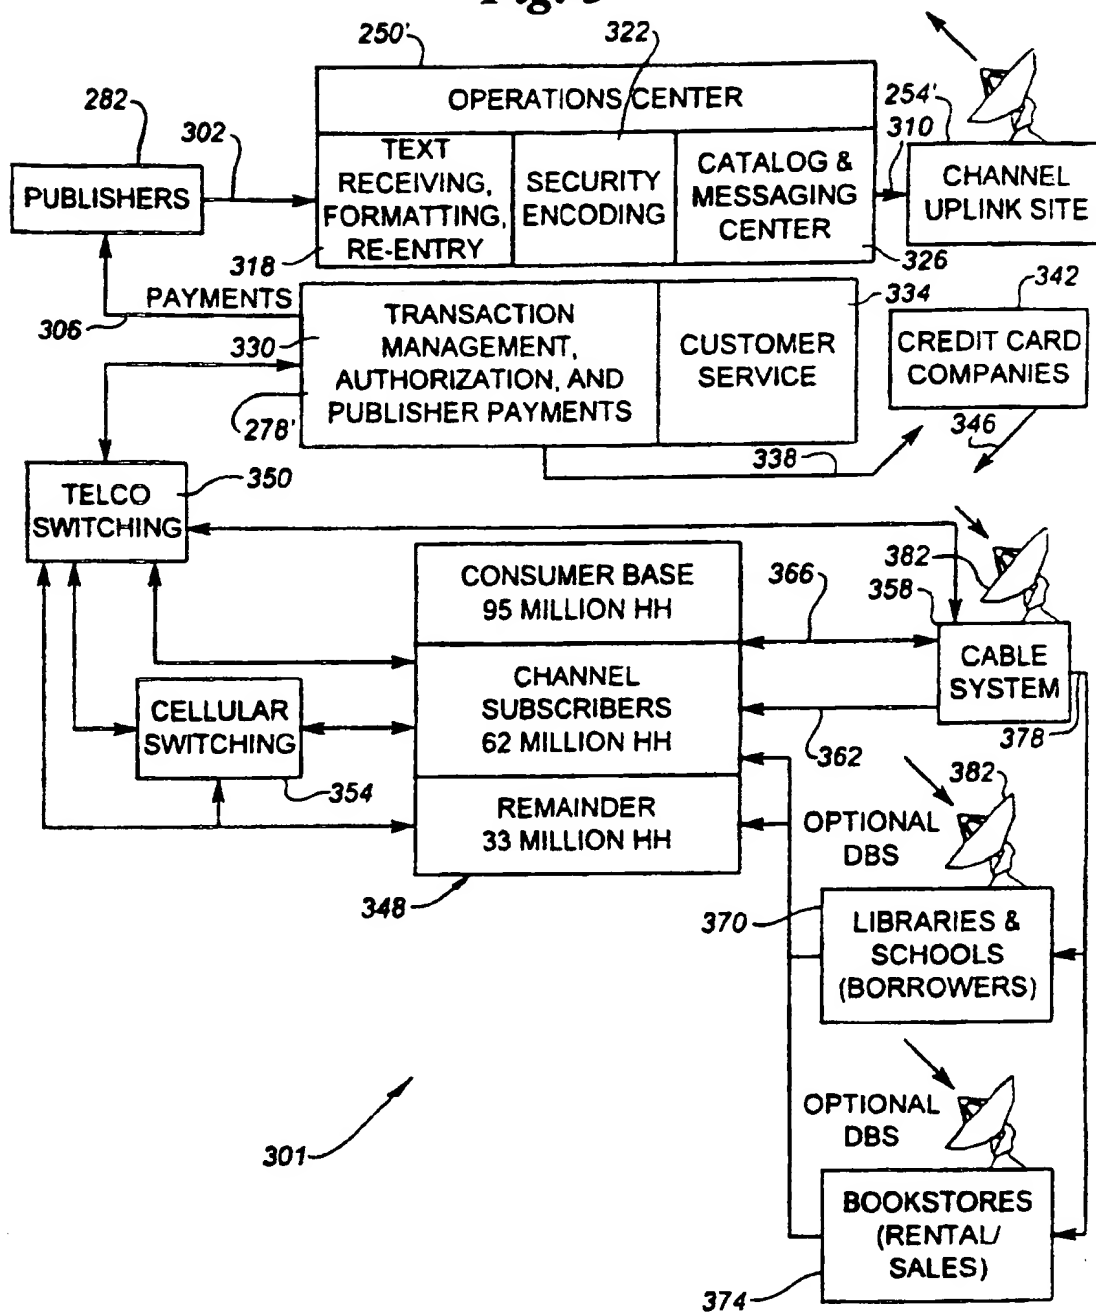 250'
322
OPERATIONS CENTER
282
302
254'
310
PUBLISHERS
TEXT
RECEIVING,
FORMATTING,
RE-ENTRY
SECURITY
ENCODING
CATALOG &
MESSAGING
CENTER
CHANNEL
UPLINK SITE
318
326
PAYMENTS
306
334
342
330
TRANSACTION
MANAGEMENT,
AUTHORIZATION, AND
PUBLISHER PAYMENTS
CUSTOMER
SERVICE
CREDIT CARD
COMPANIES
278'
346
338
350
TELCO
SWITCHING
CONSUMER BASE
95 MILLION HH
366
382
358
CHANNEL
SUBSCRIBERS
62 MILLION HH
CABLE
SYSTEM
CELLULAR
SWITCHING
362
378
354
REMAINDER
33 MILLION HH
382
OPTIONAL
DBS
348
370
LIBRARIES &
SCHOOLS
(BORROWERS)
OPTIONAL
DBS
301
BOOKSTORES
(RENTAL/
SALES)
374